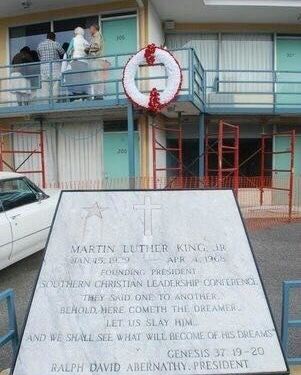 306
MARTIN LUTHER KING, JR.
JAN. 15, 1929 — APR. 4, 1968
FOUNDING PRESIDENT
SOUTHERN CHRISTIAN LEADERSHIP CONFERENCE
THEY SAID ONE TO ANOTHER,
BEHOLD, HERE COMETH THE DREAMER...
LET US SLAY HIM...
AND WE SHALL SEE WHAT WILL BECOME OF HIS DREAMS"
GENESIS 37:19-20
RALPH DAVID ABERNATHY, PRESIDENT